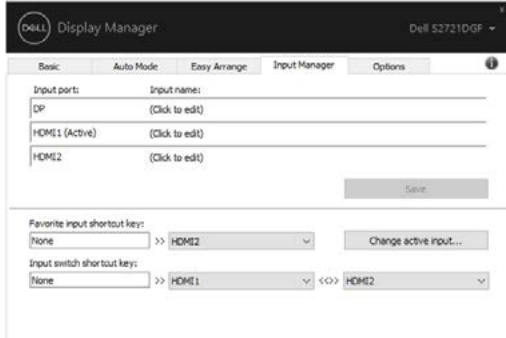 DELL Display Manager Dell S2721DGF
x
Basic Auto Mode Easy Arrange Input Manager Options
Input port: Input name:
DP (Click to edit)
HDMI1 (Active) (Click to edit)
HDMI2 (Click to edit)
Save
Favorite input shortcut key:
None >> HDMI2 Change active input...
Input switch shortcut key:
None >> HDMI1 <<>> HDMI2